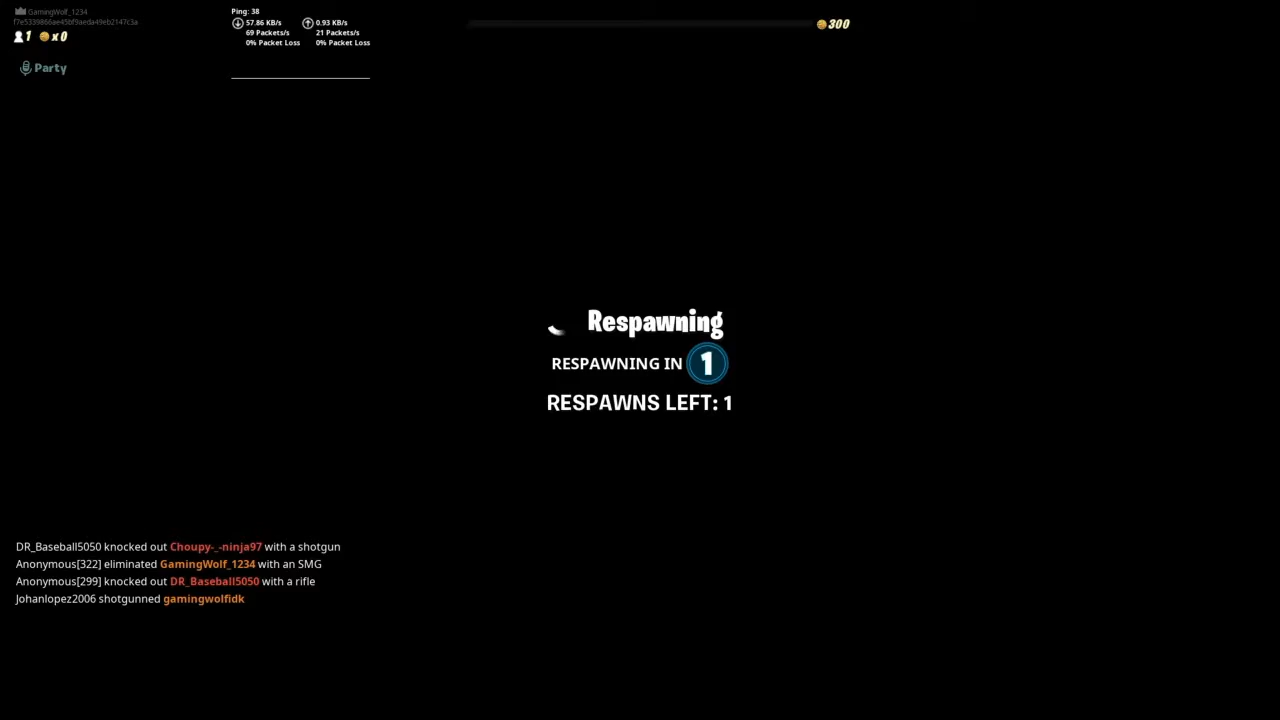 GamingWolf_1234
f7e5339866ae45bf9aeda49eb2147c3a
1 x0
Party
Ping: 38
57.86 KB/s 0.93 KB/s
69 Packets/s 21 Packets/s
0% Packet Loss 0% Packet Loss
300
Respawning
RESPAWNING IN 1
RESPAWNS LEFT: 1
DR_Baseball5050 knocked out Choupy-_-ninja97 with a shotgun
Anonymous[322] eliminated GamingWolf_1234 with an SMG
Anonymous[299] knocked out DR_Baseball5050 with a rifle
Johanlopez2006 shotgunned gamingwolfidk